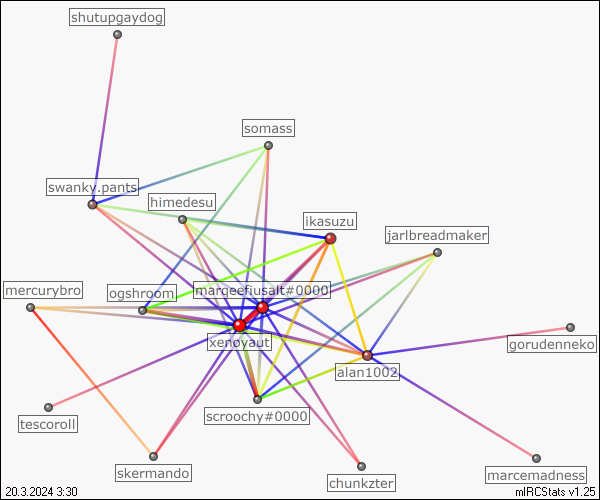 shutupgaydog
somass
swanky.pants
himedesu
ikasuzu
jarlbreadmaker
mercurybro
ogshroom
marqeefiusalt#0000
xenoyaut
gorudenneko
alan1002
tescoroll
scroochy#0000
skermando
chunkzter
marcemadness
20.3.2024 3:30
mIRCStats v1.25